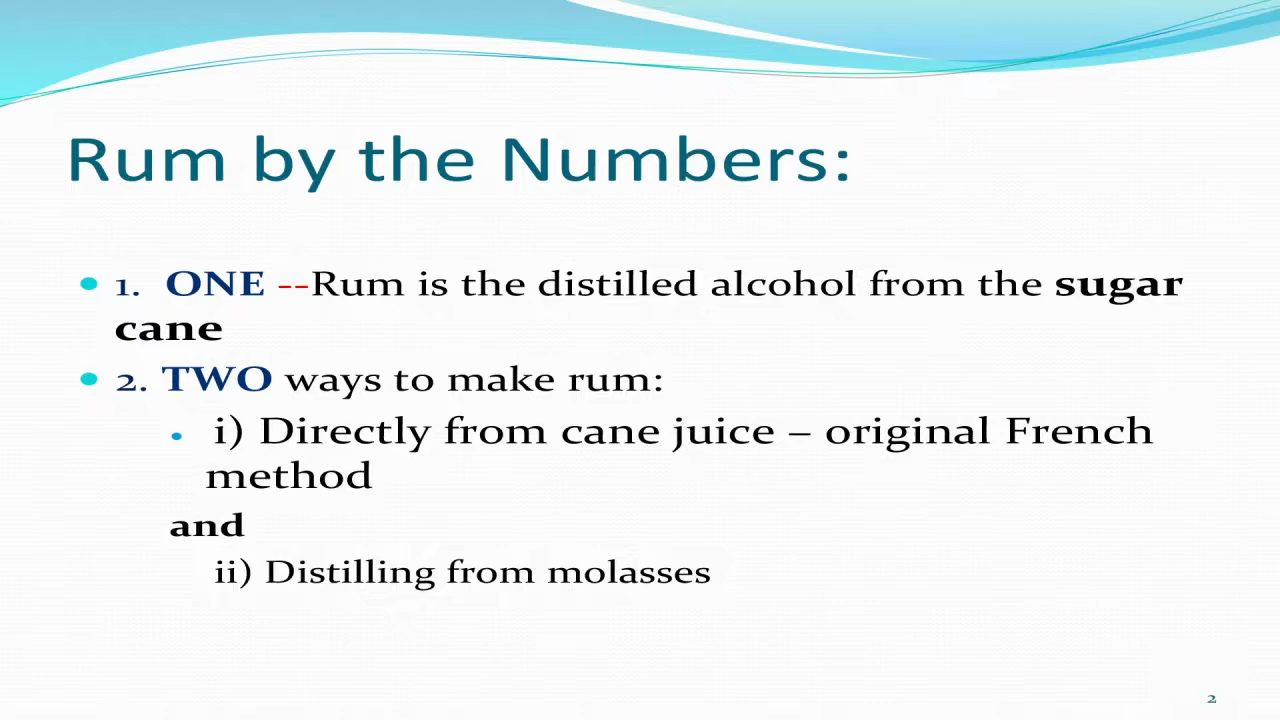 Rum by the Numbers:
• 1. ONE --Rum is the distilled alcohol from the sugar
cane
• 2. TWO ways to make rum:
• i) Directly from cane juice – original French
method
and
ii) Distilling from molasses
2